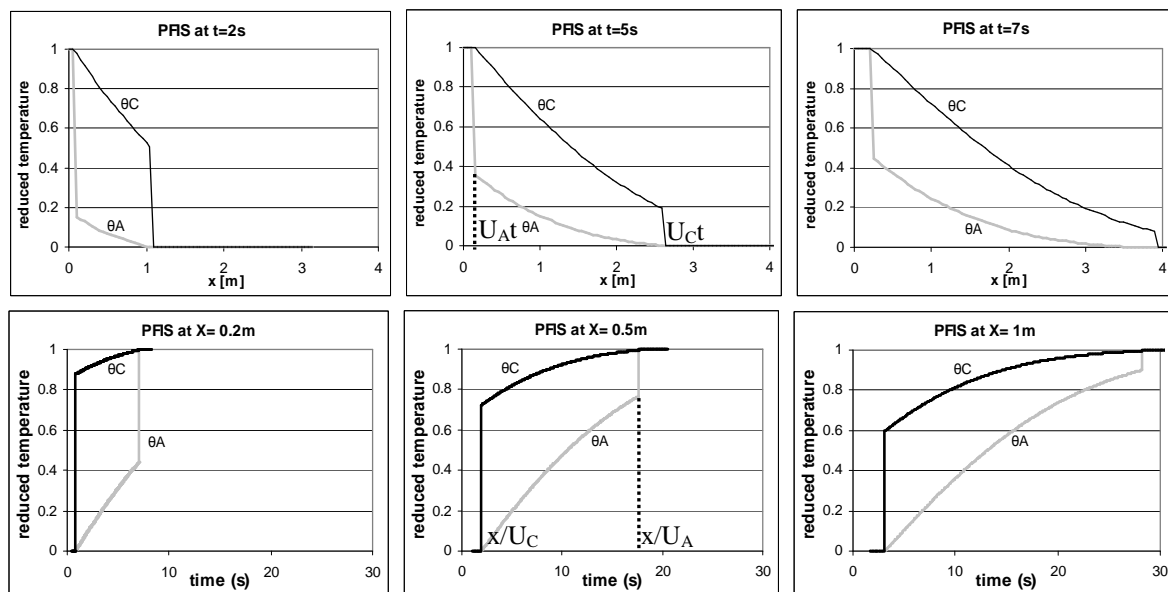 PFIS at t=2s
reduced temperature
1
0.8
0.6
0.4
0.2
0
θC
θA
0 1 2 3 4
x [m]
PFIS at t=5s
reduced temperature
1
0.8
0.6
0.4
0.2
0
θC
U_At θA
U_Ct
0 1 2 3 4
x [m]
PFIS at t=7s
reduced temperature
1
0.8
0.6
0.4
0.2
0
θC
θA
0 1 2 3 4
x [m]
PFIS at X= 0.2m
reduced temperature
1
0.8
0.6
0.4
0.2
0
θC
θA
0 10 20 30
time (s)
PFIS at X= 0.5m
reduced temperature
1
0.8
0.6
0.4
0.2
0
θC
θA
x/U_C
x/U_A
0 10 20 30
time (s)
PFIS at X= 1m
reduced temperature
1
0.8
0.6
0.4
0.2
0
θC
θA
0 10 20 30
time (s)